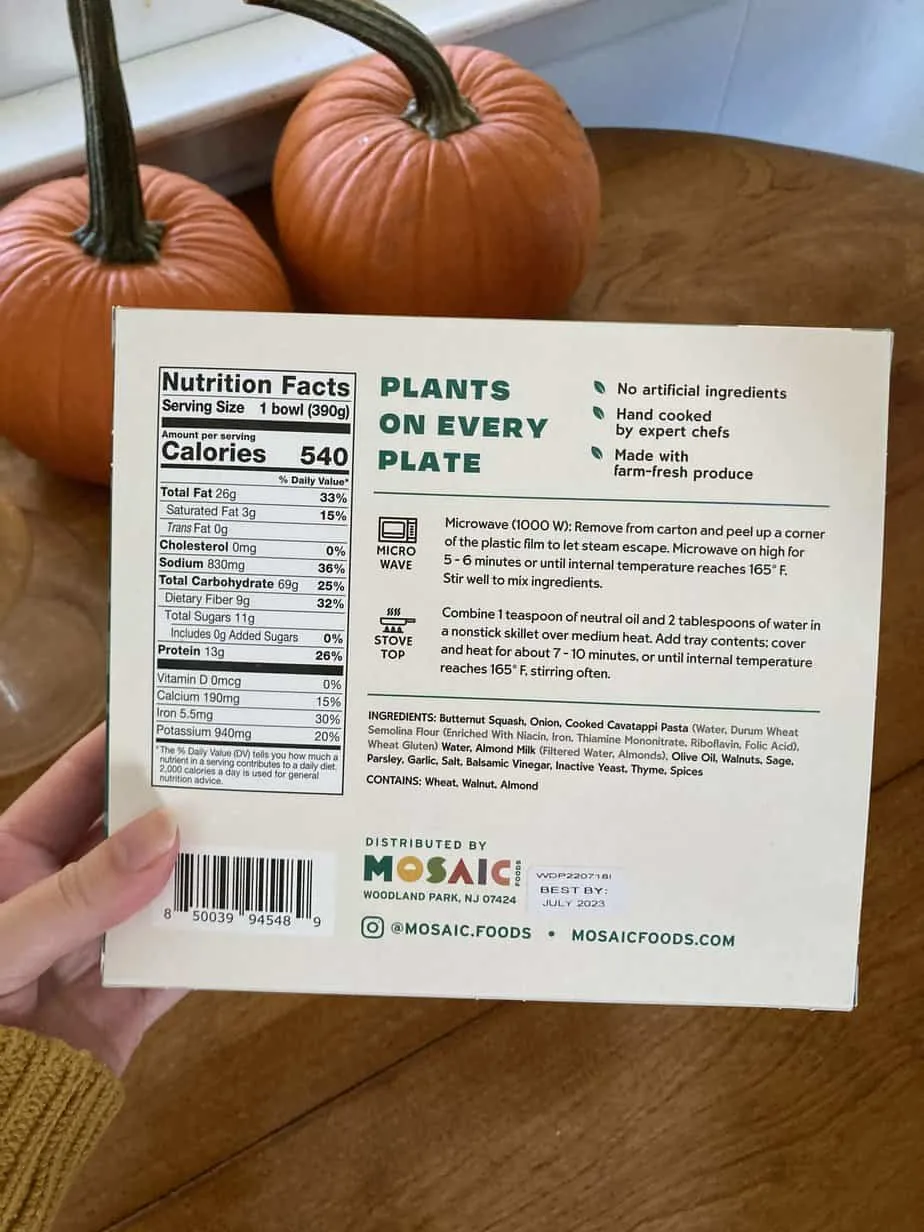 Nutrition Facts
Serving Size 1 bowl (390g)
Amount per serving
Calories 540
% Daily Value*
Total Fat 26g 33%
Saturated Fat 3g 15%
Trans Fat 0g
Cholesterol 0mg 0%
Sodium 830mg 36%
Total Carbohydrate 69g 25%
Dietary Fiber 9g 32%
Total Sugars 11g
Includes 0g Added Sugars 0%
Protein 13g 26%
Vitamin D 0mcg 0%
Calcium 190mg 15%
Iron 5.5mg 30%
Potassium 940mg 20%
*The % Daily Value (DV) tells you how much a
nutrient in a serving contributes to a daily diet.
2,000 calories a day is used for general
nutrition advice.
8 50039 94548 9
PLANTS
ON EVERY
PLATE
No artificial ingredients
Hand cooked
by expert chefs
Made with
farm-fresh produce
MICRO
WAVE
Microwave (1000 W): Remove from carton and peel up a corner
of the plastic film to let steam escape. Microwave on high for
5 - 6 minutes or until internal temperature reaches 165° F.
Stir well to mix ingredients.
STOVE
TOP
Combine 1 teaspoon of neutral oil and 2 tablespoons of water in
a nonstick skillet over medium heat. Add tray contents; cover
and heat for about 7 - 10 minutes, or until internal temperature
reaches 165° F, stirring often.
INGREDIENTS: Butternut Squash, Onion, Cooked Cavatappi Pasta (Water, Durum Wheat
Semolina Flour (Enriched With Niacin, Iron, Thiamine Mononitrate, Riboflavin, Folic Acid),
Wheat Gluten) Water, Almond Milk (Filtered Water, Almonds), Olive Oil, Walnuts, Sage,
Parsley, Garlic, Salt, Balsamic Vinegar, Inactive Yeast, Thyme, Spices
CONTAINS: Wheat, Walnut, Almond
DISTRIBUTED BY
MOSAIC FOODS
WOODLAND PARK, NJ 07424
WDP220718I
BEST BY:
JULY 2023
@MOSAIC.FOODS • MOSAICFOODS.COM